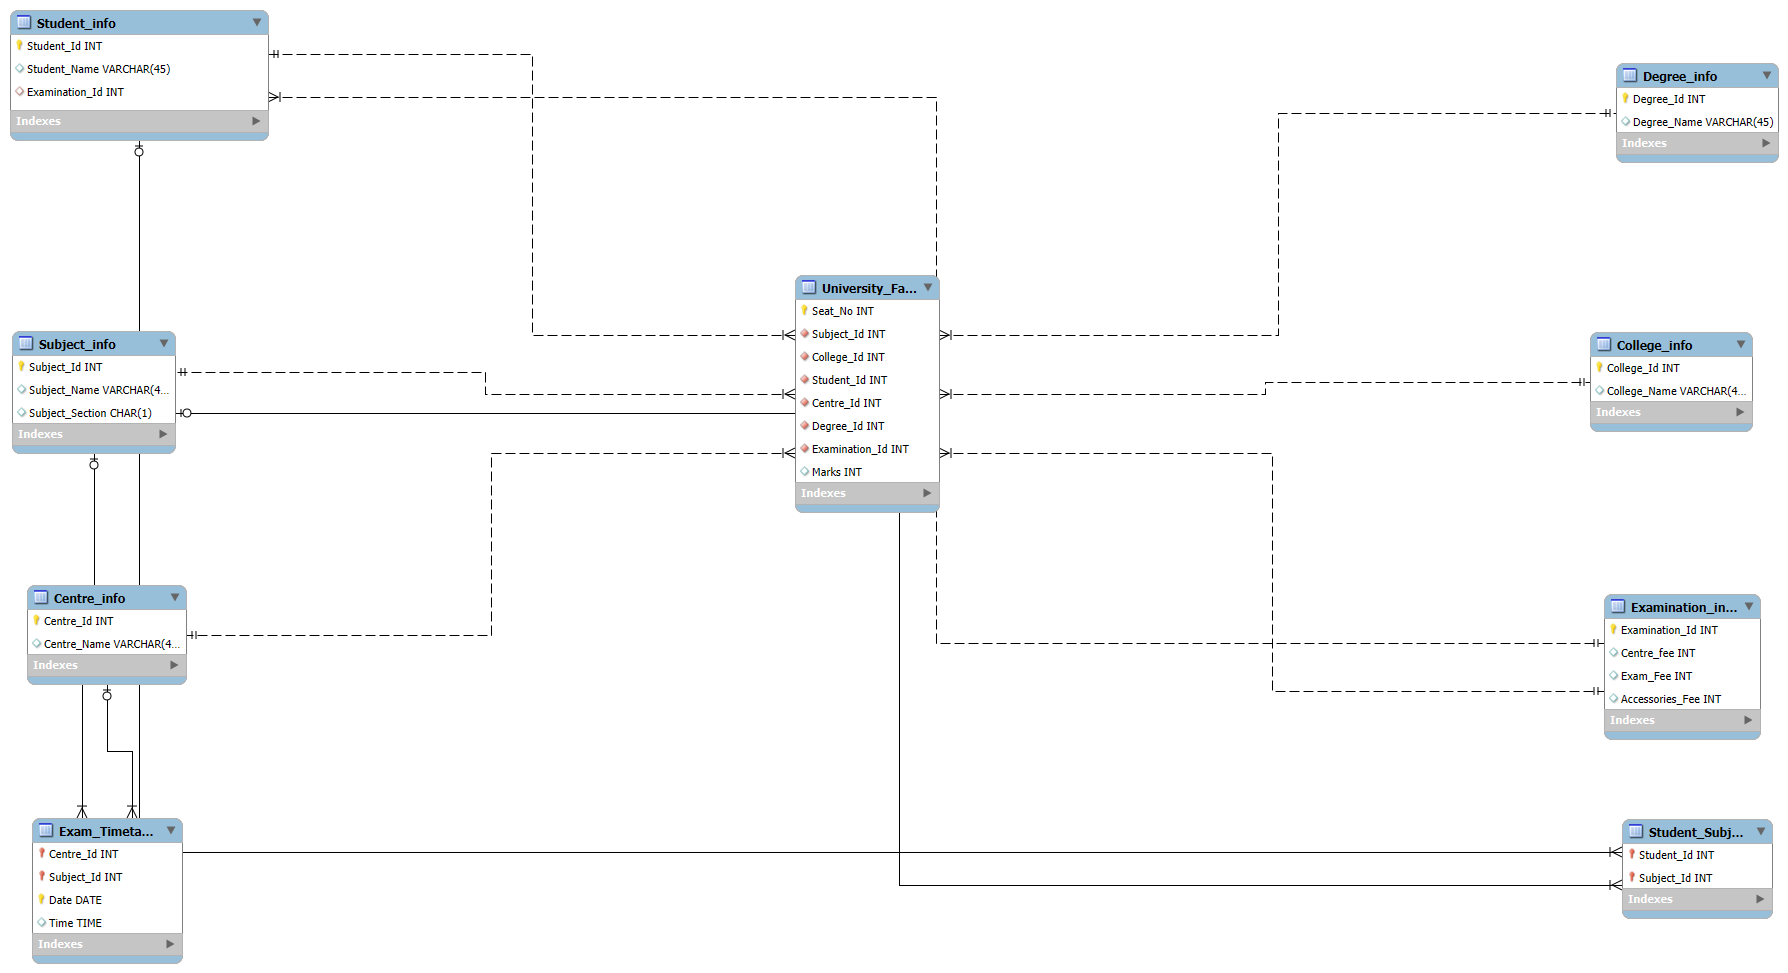 Student_info
Student_Id INT
Student_Name VARCHAR(45)
Examination_Id INT
Indexes
Subject_info
Subject_Id INT
Subject_Name VARCHAR(4...
Subject_Section CHAR(1)
Indexes
Centre_info
Centre_Id INT
Centre_Name VARCHAR(4...
Indexes
Exam_Timeta...
Centre_Id INT
Subject_Id INT
Date DATE
Time TIME
Indexes
University_Fa...
Seat_No INT
Subject_Id INT
College_Id INT
Student_Id INT
Centre_Id INT
Degree_Id INT
Examination_Id INT
Marks INT
Indexes
Degree_info
Degree_Id INT
Degree_Name VARCHAR(45)
Indexes
College_info
College_Id INT
College_Name VARCHAR(4...
Indexes
Examination_in...
Examination_Id INT
Centre_fee INT
Exam_Fee INT
Accessories_Fee INT
Indexes
Student_Subj...
Student_Id INT
Subject_Id INT
Indexes